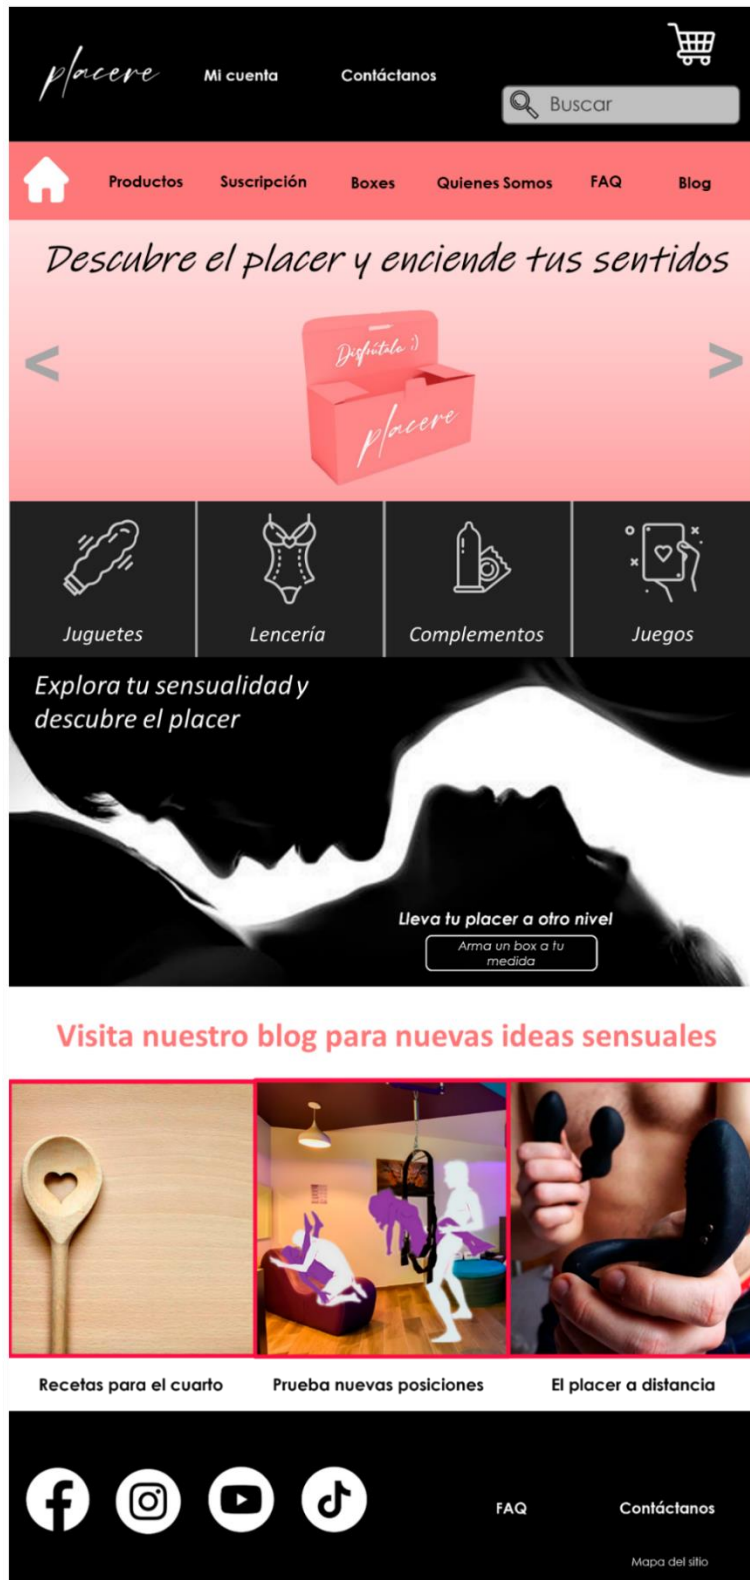 placere
Mi cuenta
Contáctanos
Buscar
Productos
Suscripción
Boxes
Quienes Somos
FAQ
Blog
Descubre el placer y enciende tus sentidos
<
>
Disfrútala ;)
placere
Juguetes
Lencería
Complementos
Juegos
Explora tu sensualidad y
descubre el placer
Lleva tu placer a otro nivel
Arma un box a tu
medida
Visita nuestro blog para nuevas ideas sensuales
Recetas para el cuarto
Prueba nuevas posiciones
El placer a distancia
FAQ
Contáctanos
Mapa del sitio